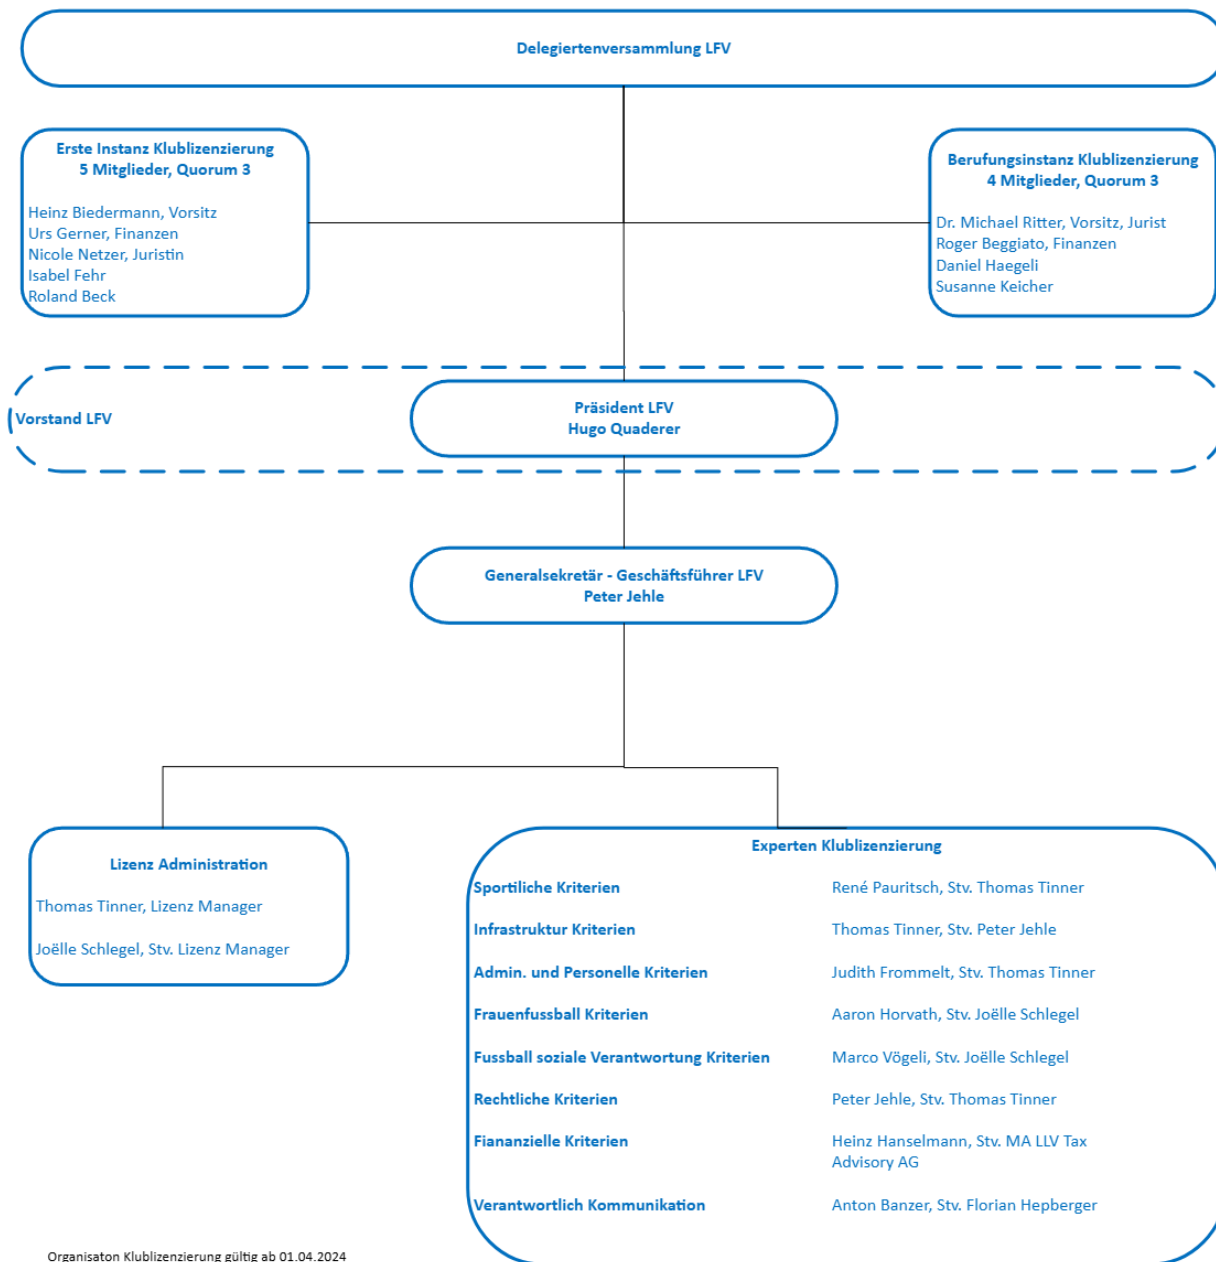 Delegiertenversammlung LFV
Erste Instanz Klublizenzierung
5 Mitglieder, Quorum 3
Heinz Biedermann, Vorsitz
Urs Gerner, Finanzen
Nicole Netzer, Juristin
Isabel Fehr
Roland Beck
Berufungsinstanz Klublizenzierung
4 Mitglieder, Quorum 3
Dr. Michael Ritter, Vorsitz, Jurist
Roger Beggiato, Finanzen
Daniel Haegeli
Susanne Keicher
Vorstand LFV
Präsident LFV
Hugo Quaderer
Generalsekretär - Geschäftsführer LFV
Peter Jehle
Lizenz Administration
Thomas Tinner, Lizenz Manager
Joëlle Schlegel, Stv. Lizenz Manager
Experten Klublizenzierung
Sportliche Kriterien René Pauritsch, Stv. Thomas Tinner
Infrastruktur Kriterien Thomas Tinner, Stv. Peter Jehle
Admin. und Personelle Kriterien Judith Frommelt, Stv. Thomas Tinner
Frauenfussball Kriterien Aaron Horvath, Stv. Joëlle Schlegel
Fussball soziale Verantwortung Kriterien Marco Vögeli, Stv. Joëlle Schlegel
Rechtliche Kriterien Peter Jehle, Stv. Thomas Tinner
Fiananzielle Kriterien Heinz Hanselmann, Stv. MA LLV Tax
Advisory AG
Verantwortlich Kommunikation Anton Banzer, Stv. Florian Hepberger
Organisaton Klublizenzierung gültig ab 01.04.2024